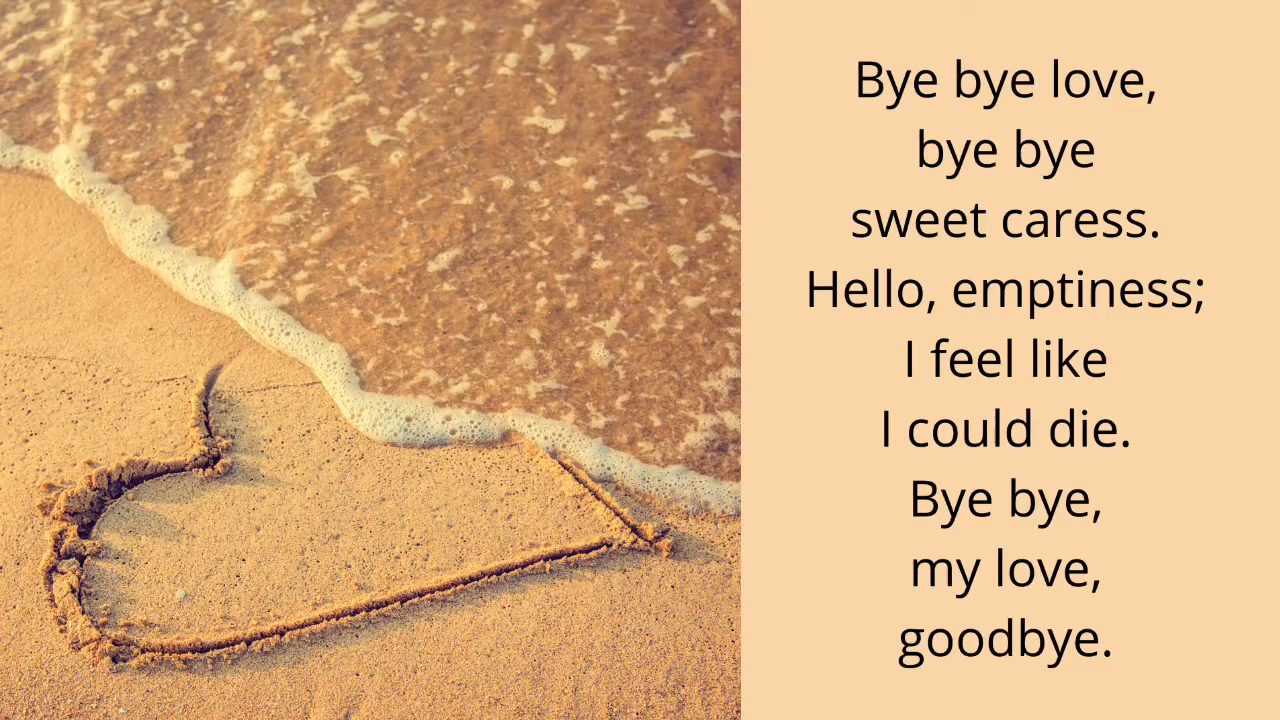 Bye bye love,
bye bye
sweet caress.
Hello, emptiness;
I feel like
I could die.
Bye bye,
my love,
goodbye.